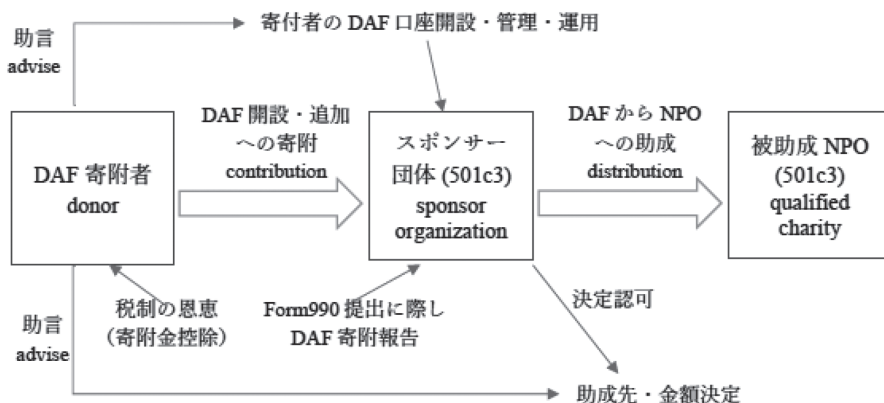 寄付者の DAF 口座開設・管理・運用
助言
advise
DAF 寄附者
donor
DAF 開設・追加
への寄附
contribution
スポンサー
団体 (501c3)
sponsor
organization
DAF から NPO
への助成
distribution
被助成 NPO
(501c3)
qualified
charity
税制の恩恵
（寄附金控除）
Form990 提出に際し
DAF 寄附報告
決定認可
助言
advise
助成先・金額決定